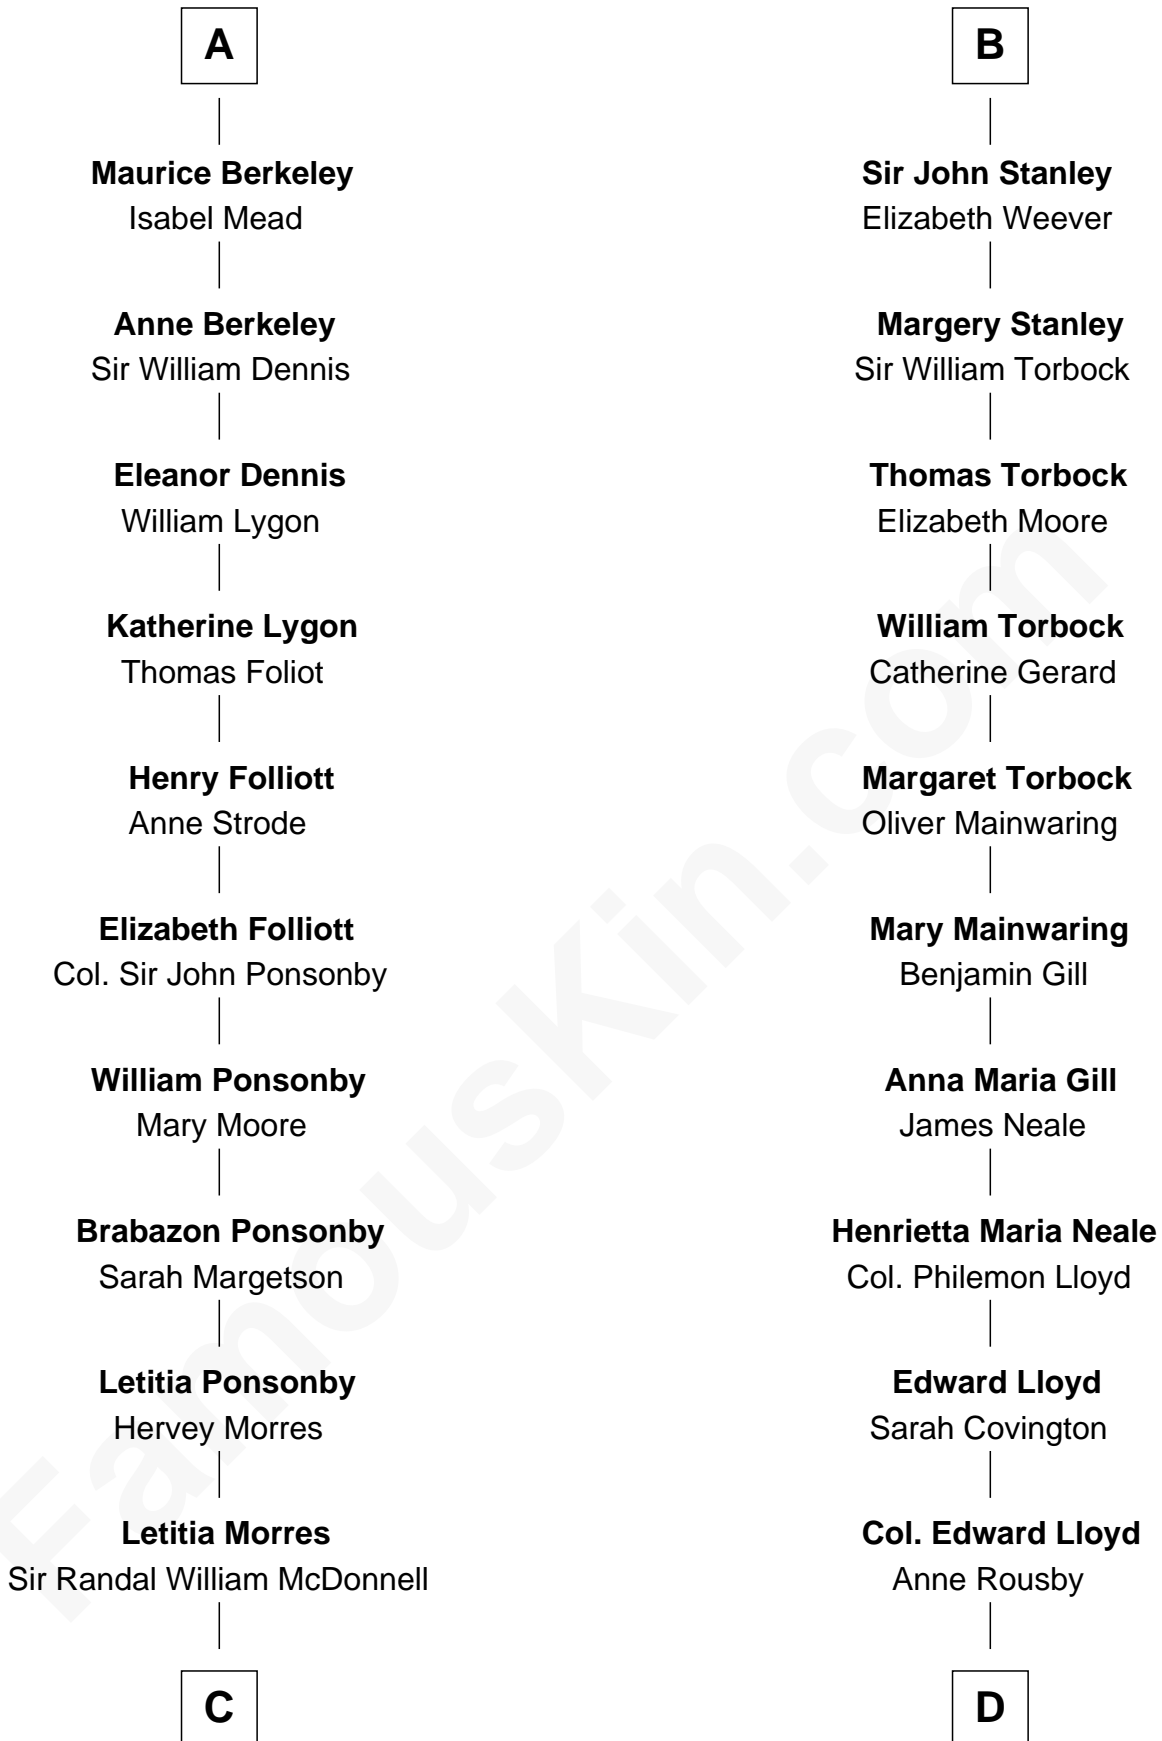 A
Maurice Berkeley
Isabel Mead
Anne Berkeley
Sir William Dennis
Eleanor Dennis
William Lygon
Katherine Lygon
Thomas Foliot
Henry Folliott
Anne Strode
Elizabeth Folliott
Col. Sir John Ponsonby
William Ponsonby
Mary Moore
Brabazon Ponsonby
Sarah Margetson
Letitia Ponsonby
Hervey Morres
Letitia Morres
Sir Randal William McDonnell
C
B
Sir John Stanley
Elizabeth Weever
Margery Stanley
Sir William Torbock
Thomas Torbock
Elizabeth Moore
William Torbock
Catherine Gerard
Margaret Torbock
Oliver Mainwaring
Mary Mainwaring
Benjamin Gill
Anna Maria Gill
James Neale
Henrietta Maria Neale
Col. Philemon Lloyd
Edward Lloyd
Sarah Covington
Col. Edward Lloyd
Anne Rousby
D
FamousKin.com